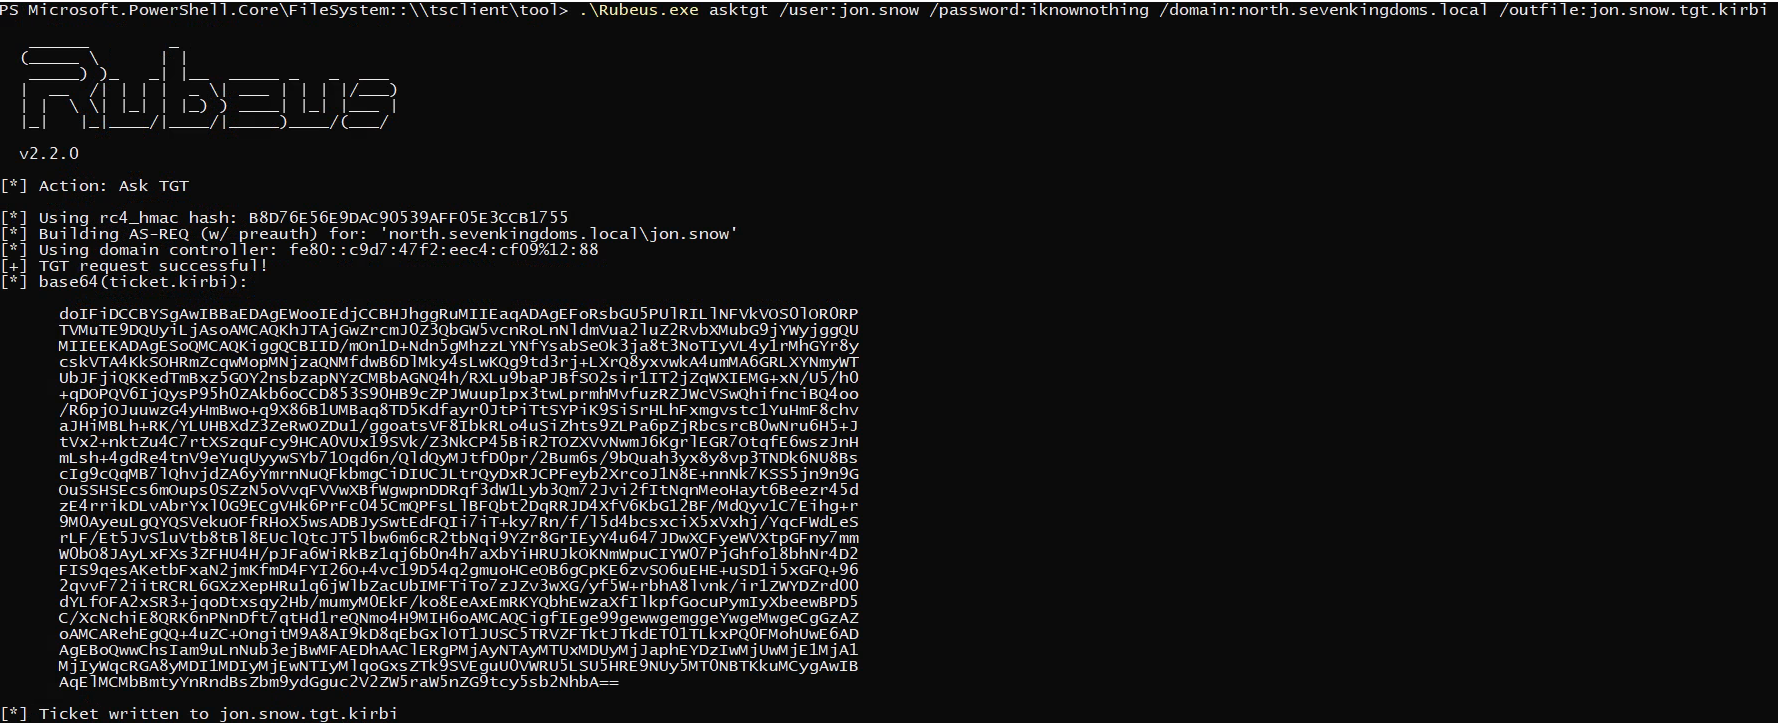 PS Microsoft.PowerShell.Core\FileSystem::\\tsclient\tool> .\Rubeus.exe asktgt /user:jon.snow /password:iknownothing /domain:north.sevenkingdoms.local /outfile:jon.snow.tgt.kirbi
Rubeus
v2.2.0
[*] Action: Ask TGT
[*] Using rc4_hmac hash: B8D76E56E9DAC90539AFF05E3CCB1755
[*] Building AS-REQ (w/ preauth) for: 'north.sevenkingdoms.local\jon.snow'
[*] Using domain controller: fe80::c9d7:47f2:eec4:cf09%12:88
[+] TGT request successful!
[*] base64(ticket.kirbi):
doIFiDCCBYSgAwIBBaEDAgEWooIEdjCCBHJhggRuMIIEaqADAgEFoRsbGU5PUlRILlNFVkVOS0lOR0RP
TVMuTE9DQUyiLjAsoAMCAQKhJTAjGwZrcmJ0Z3QbGW5vcnRoLnNldmVua2luZ2RvbXMubG9jYWyjggQU
MIIEEKADAgESoQMCAQKiggQCBIID/mOn1D+Ndn5gMhzzLYNfYsabSeOk3ja8t3NoTIyVL4y1rMhGYr8y
cskVTA4KkSOHRmZcqwMopMNjzaQNMfdwB6DlMky4sLwKQg9td3rj+LXrQ8yxvwkA4umMA6GRLXYNmyWT
UbJFjiQKKedTmBxz5GOY2nsbzapNYzCMBbAGNQ4h/RXLu9baPJBfSO2sir1IT2jZqWXIEMG+xN/U5/h0
+qDOPQV6IjQysP95h0ZAkb6oCCD853S90HB9cZPJWuup1px3twLprmhMvfuzRZJWcVSwQhifnciBQ4oo
/R6pjOJuuwzG4yHmBwo+q9X86B1UMBaq8TD5Kdfayr0JtPiTtSYPiK9SiSrHLhFxmgvstc1YuHmF8chv
aJHiMBLh+RK/YLUHBXdz3ZeRwOZDu1/ggoatsVF8IbkRLo4uSiZhts9ZLPa6pZjRbcsrcB0wNru6H5+J
tVx2+nktZu4C7rtXSzquFcy9HCA0VUx19SVk/Z3NkCP45BiR2TOZXVvNwmJ6KgrlEGR7OtqfE6wszJnH
mLsh+4gdRe4tnV9eYuqUyywSYb71Oqd6n/QldQyMJtfD0pr/2Bum6s/9bQuah3yx8y8vp3TNDk6NU8Bs
cIg9cQqMB7lQhvjdZA6yYmrnNuQFkbmgCiDIUCJLtrQyDxRJCPFeyb2XrcoJ1N8E+nnNk7KSS5jn9n9G
OuSSHSEcs6mOups0SZzN5oVvqFVVwXBfWgwpnDDRqf3dW1Lyb3Qm72Jvi2fItNqnMeoHayt6Beezr45d
zE4rrikDLvAbrYxl0G9ECgVHk6PrFc045CmQPFsLlBFQbt2DqRRJD4XfV6KbG12BF/MdQyv1C7Eihg+r
9M0AyeuLgQYQSVekuOFfRHoX5wsADBJySwtEdFQIi7iT+ky7Rn/f/l5d4bcsxciX5xVxhj/YqcFWdLeS
rLF/Et5JvS1uVtb8tBl8EUclQtcJT5lbw6m6cR2tbNqi9YZr8GrIEyY4u647JDwXCFyeWVXtpGFny7mm
W0bO8JAyLxFXs3ZFHU4H/pJFa6WiRkBz1qj6b0n4h7aXbYiHRUJkOKNmWpuCIYW07PjGhfo18bhNr4D2
FIS9qesAKetbFxaN2jmKfmD4FYI26O+4vc19D54q2gmuoHCeOB6gCpKE6zvSO6uEHE+uSD1i5xGFQ+96
2qvvF72iitRCRL6GXzXepHRu1q6jWlbZacUbIMFTiTo7zJZv3wXG/yf5W+rbhA8lvnk/ir1ZWYDZrd00
dYLfOFA2xSR3+jqoDtxsqy2Hb/mumyM0EkF/ko8EeAxEmRKYQbhEwzaXfIlkpfGocuPymIyXbeewBPD5
C/XcNchiE8QRK6nPNnDft7qtHd1reQNmo4H9MIH6oAMCAQCigfIEge99gewwgemggeYwgeMwgeCgGzAZ
oAMCARehEgQQ+4uZC+OngitM9A8AI9kD8qEbGxlOT1JUSC5TRVZFTktJTkdET01TLkxPQ0FMohUwE6AD
AgEBoQwwChsIam9uLnNub3ejBwMFAEDhAAClERgPMjAyNTAyMTUxMDUyMjJaphEYDzIwMjUwMjE1MjA1
MjIyWqcRGA8yMDI1MDIyMjEwNTIyMlqoGxsZTk9SVEguU0VWRU5LSU5HRE9NUy5MT0NBTKkuMCygAwIB
AqElMCMbBmtyYnRndBsZbm9ydGguc2V2ZW5raW5nZG9tcy5sb2NhbA==
[*] Ticket written to jon.snow.tgt.kirbi